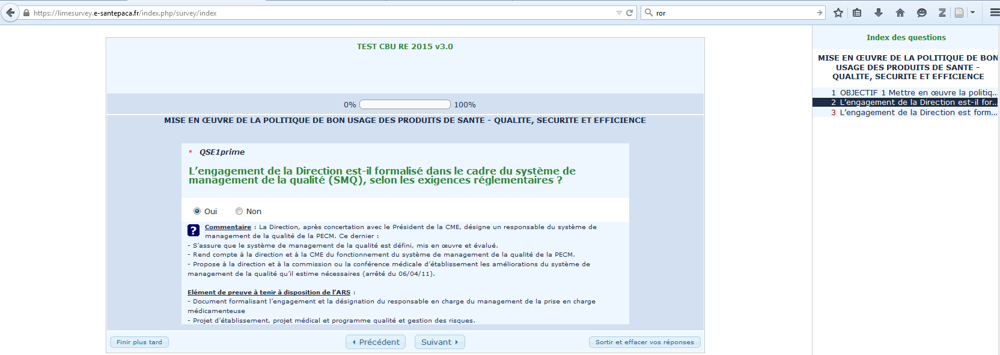 https://limesurvey.e-santepaca.fr/index.php/survey/index
ror
TEST CBU RE 2015 v3.0
0% 100%
MISE EN ŒUVRE DE LA POLITIQUE DE BON USAGE DES PRODUITS DE SANTE - QUALITE, SECURITE ET EFFICIENCE
* QSE1prime
L’engagement de la Direction est-il formalisé dans le cadre du système de
management de la qualité (SMQ), selon les exigences réglementaires ?
Oui Non
? Commentaire : La Direction, après concertation avec le Président de la CME, désigne un responsable du système de
management de la qualité de la PECM. Ce dernier :
- S’assure que le système de management de la qualité est défini, mis en œuvre et évalué.
- Rend compte à la direction et à la CME du fonctionnement du système de management de la qualité de la PECM.
- Propose à la direction et à la commission ou la conférence médicale d’établissement les améliorations du système de
management de la qualité qu’il estime nécessaires (arrêté du 06/04/11).
Elément de preuve à tenir à disposition de l’ARS :
- Document formalisant l’engagement et la désignation du responsable en charge du management de la prise en charge
médicamenteuse
- Projet d’établissement, projet médical et programme qualité et gestion des risques.
Finir plus tard
Précédent
Suivant
Sortir et effacer vos réponses
Index des questions
MISE EN ŒUVRE DE LA POLITIQUE DE BON
USAGE DES PRODUITS DE SANTE -
QUALITE, SECURITE ET EFFICIENCE
1 OBJECTIF 1 Mettre en œuvre la politiq...
2 L’engagement de la Direction est-il for...
3 L’engagement de la Direction est form...